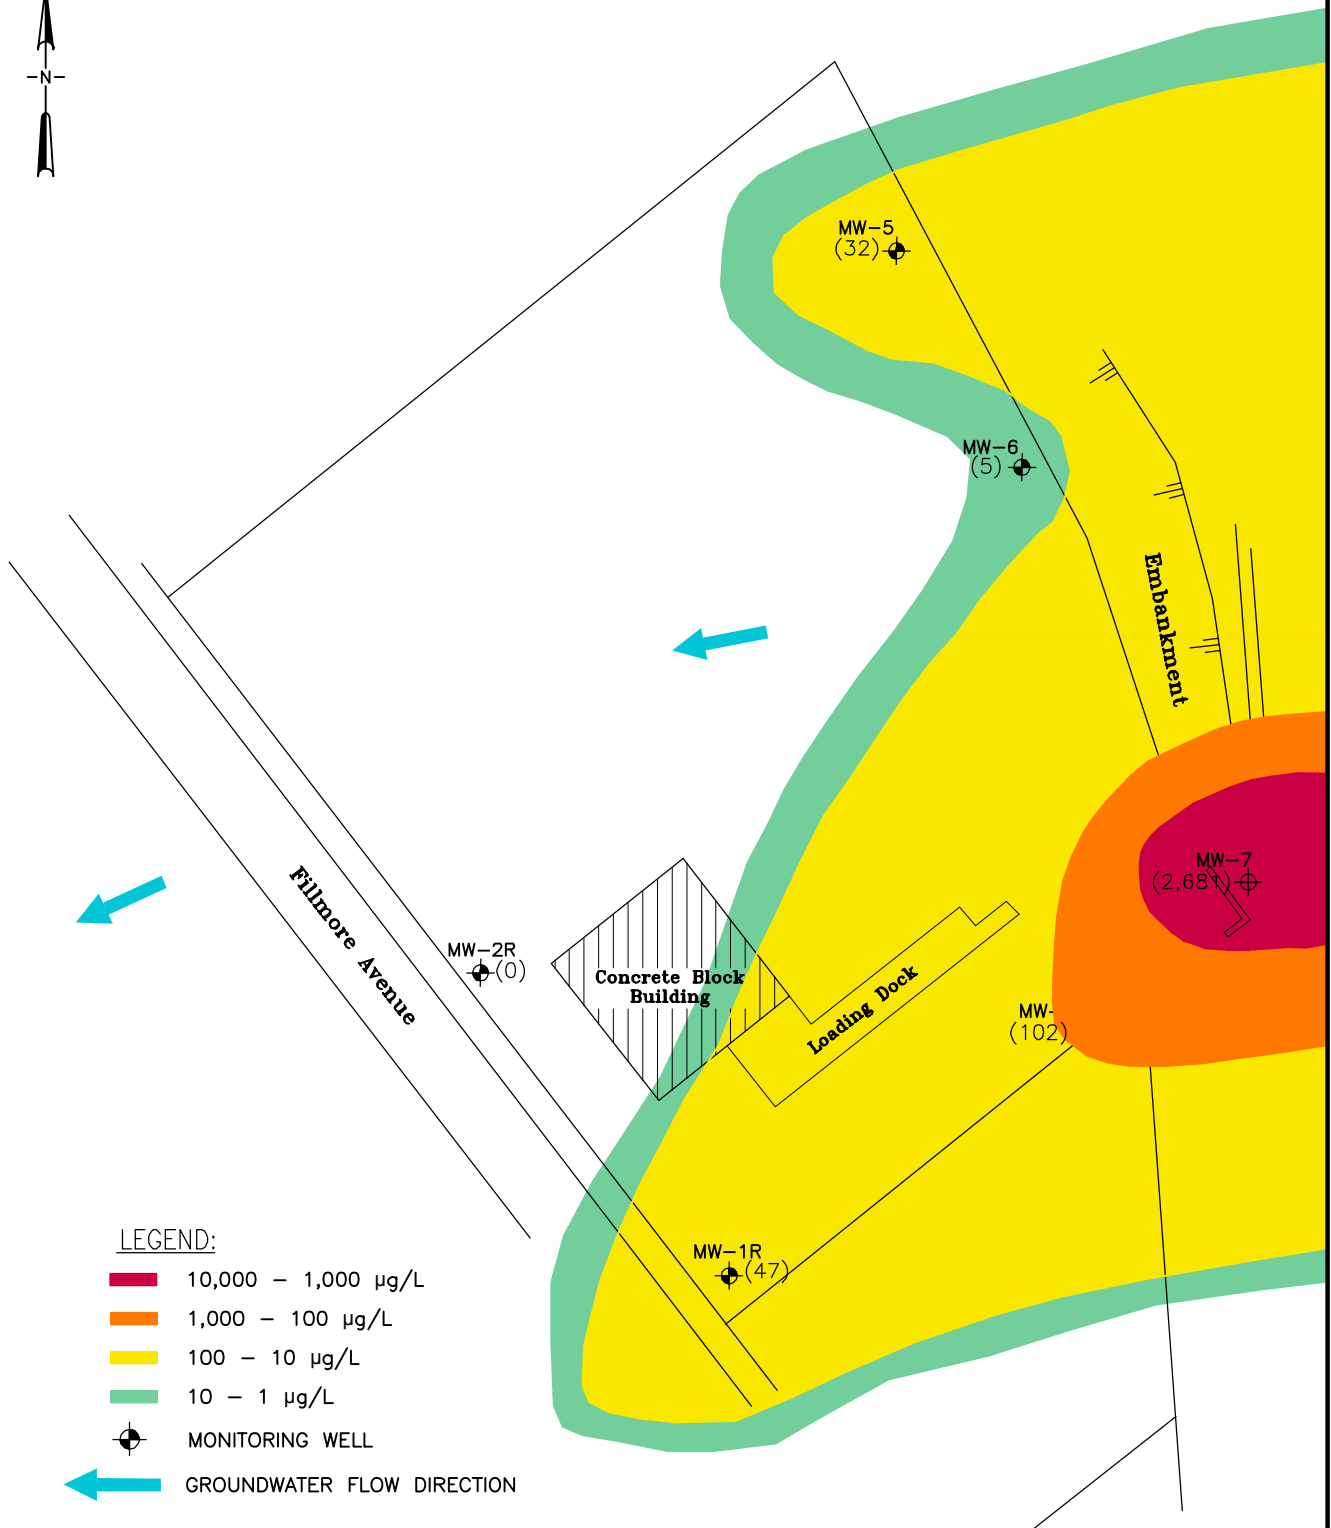 -N-
MW-5
(32)
MW-6
(5)
Embankment
MW-7
(2,681)
Fillmore Avenue
MW-2R
(0)
Concrete Block
Building
Loading Dock
MW-
(102)
MW-1R
(47)
LEGEND:
10,000 - 1,000 µg/L
1,000 - 100 µg/L
100 - 10 µg/L
10 - 1 µg/L
MONITORING WELL
GROUNDWATER FLOW DIRECTION